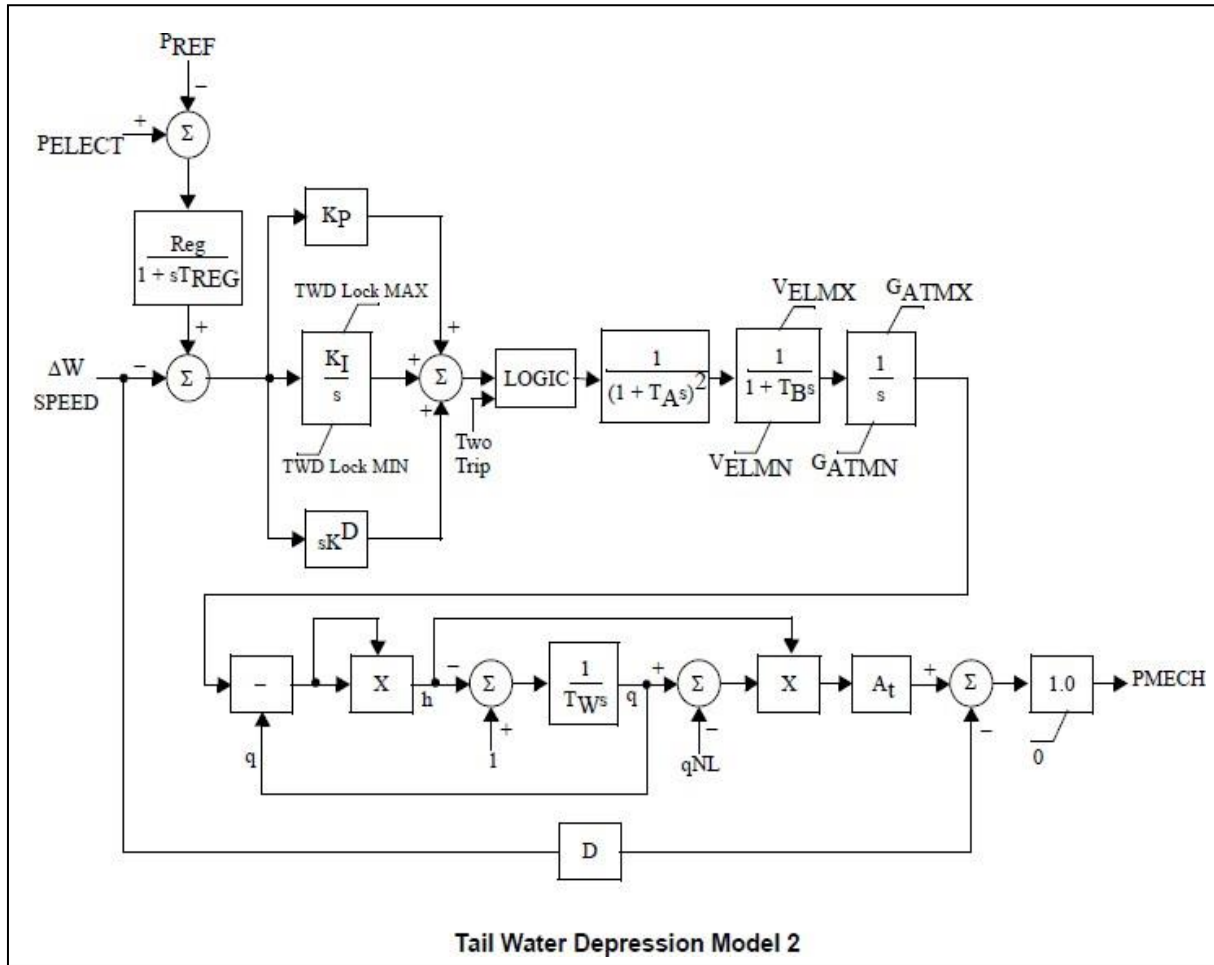 PREF
−
+
PELECT
Σ
Reg
1 + sTREG
+
ΔW
SPEED
−
Σ
KP
TWD Lock MAX
KI
s
TWD Lock MIN
sKD
+
+
+
Σ
Two
Trip
LOGIC
1
(1 + TAs)2
VELMX
1
1 + TBs
VELMN
GATMX
1
s
GATMN
−
q
X
h
−
Σ
+
1
1
TWs
q
+
Σ
−
qNL
X
At
+
Σ
−
1.0
0
PMECH
D
Tail Water Depression Model 2